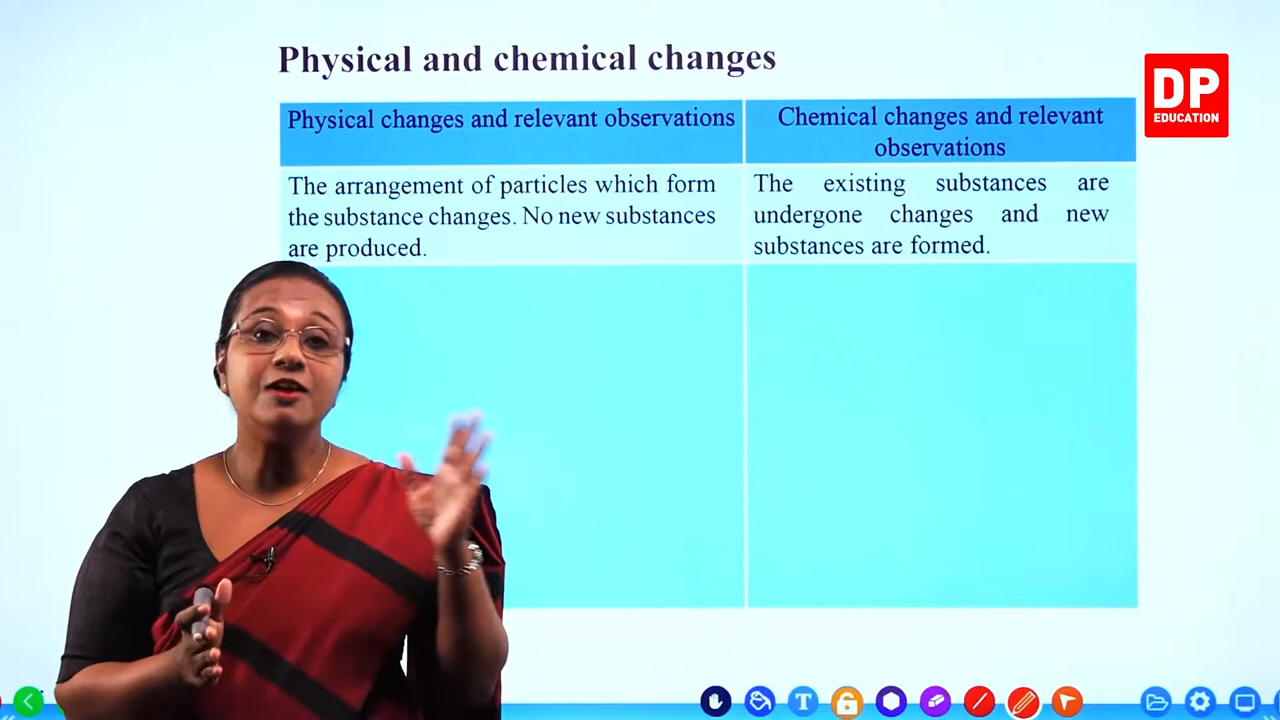 Physical and chemical changes
DP
EDUCATION
Physical changes and relevant observations
Chemical changes and relevant
observations
The arrangement of particles which form
the substance changes. No new substances
are produced.
The existing substances are
undergone changes and new
substances are formed.
T